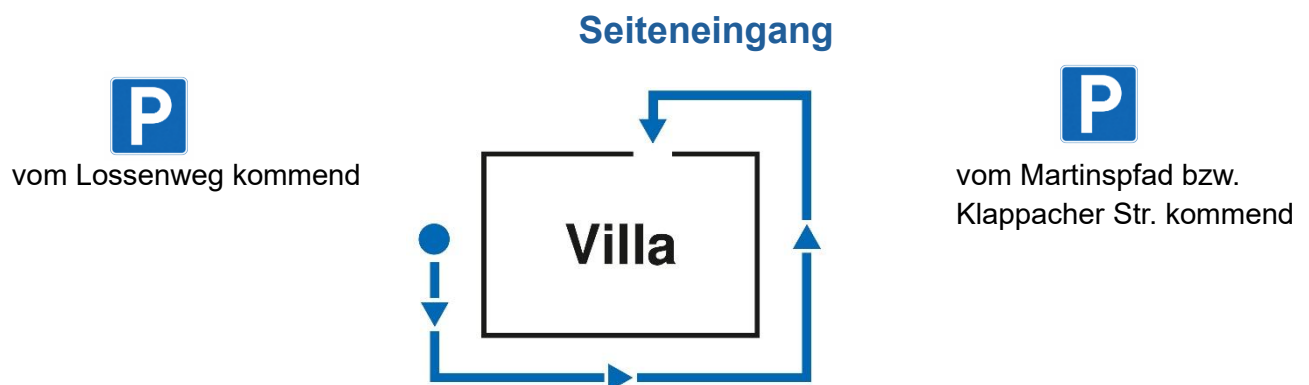 Seiteneingang
P
vom Lossenweg kommend
Villa
P
vom Martinspfad bzw.
Klappacher Str. kommend